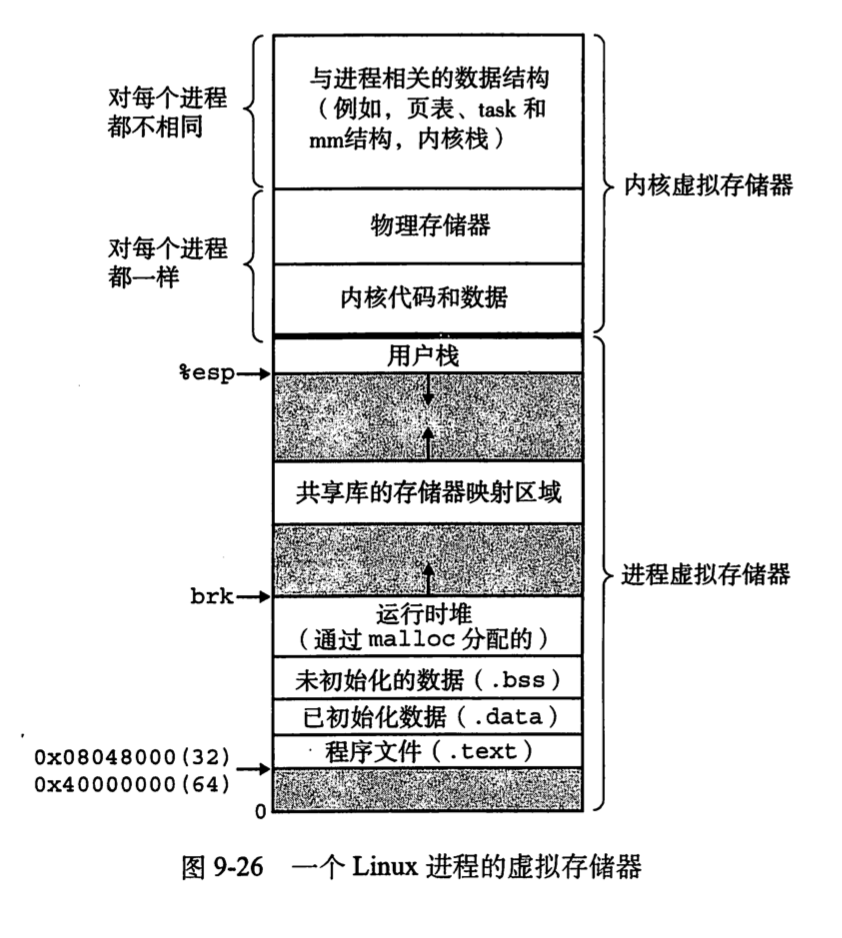 与进程相关的数据结构
（例如，页表、task 和
mm结构，内核栈）
对每个进程
都不相同
内核虚拟存储器
物理存储器
对每个进程
都一样
内核代码和数据
用户栈
%esp
共享库的存储器映射区域
进程虚拟存储器
brk
运行时堆
（通过 malloc 分配的）
未初始化的数据（.bss）
已初始化数据（.data）
程序文件（.text）
0x08048000(32)
0x40000000(64)
0
图 9-26 一个 Linux 进程的虚拟存储器